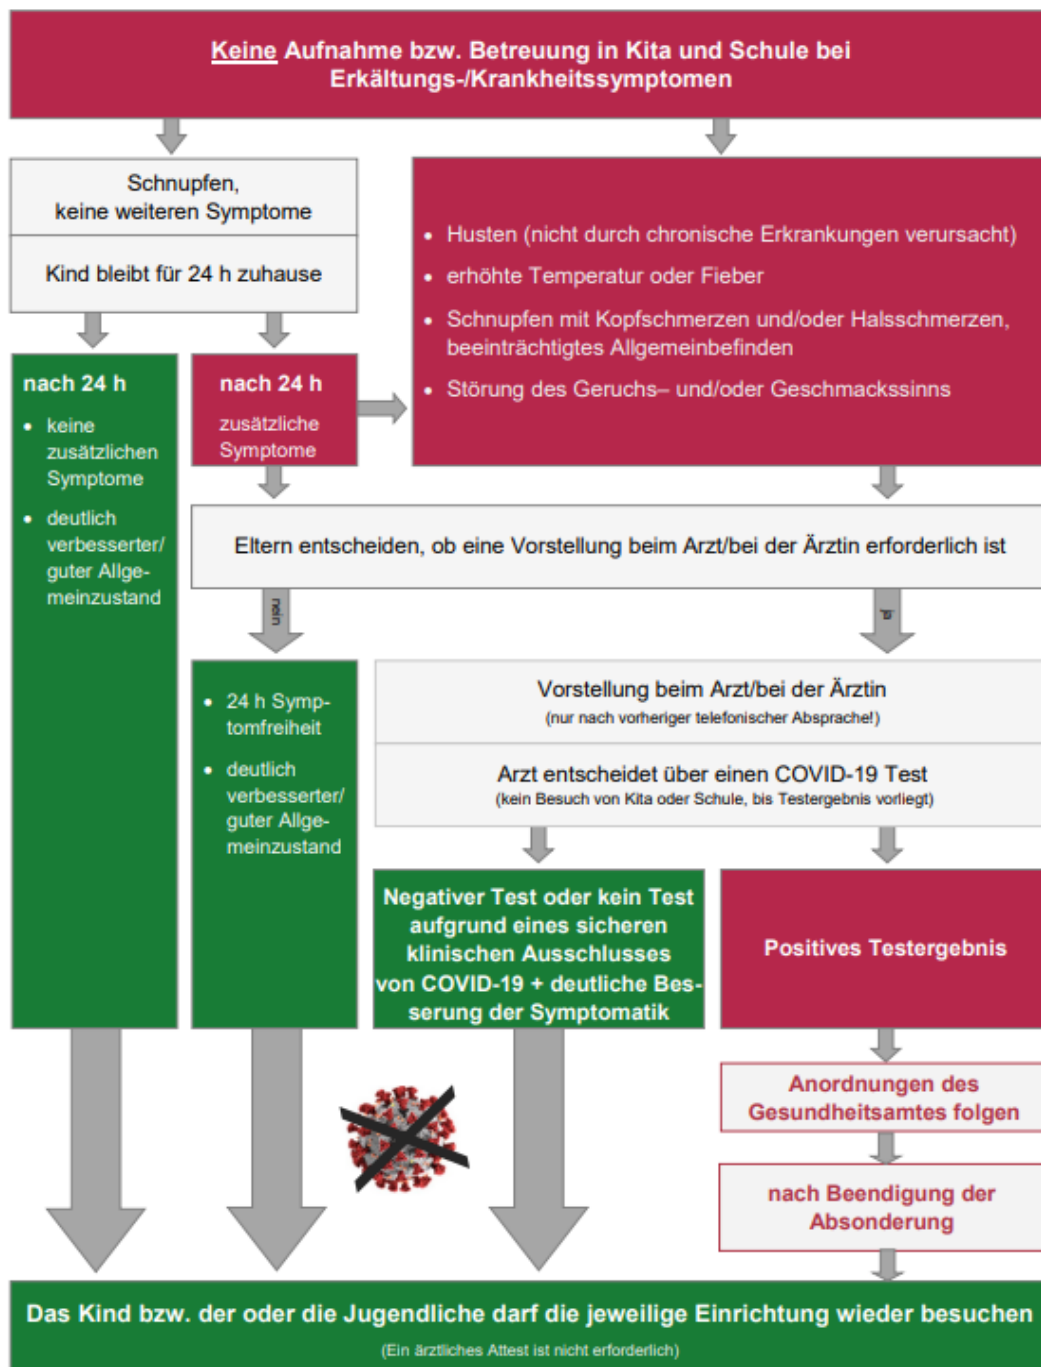 Keine Aufnahme bzw. Betreuung in Kita und Schule bei
Erkältungs-/Krankheitssymptomen
Schnupfen,
keine weiteren Symptome
Kind bleibt für 24 h zuhause
• Husten (nicht durch chronische Erkrankungen verursacht)
• erhöhte Temperatur oder Fieber
• Schnupfen mit Kopfschmerzen und/oder Halsschmerzen,
beeinträchtigtes Allgemeinbefinden
• Störung des Geruchs– und/oder Geschmackssinns
nach 24 h
• keine
zusätzlichen
Symptome
• deutlich
verbesserter/
guter Allge-
meinzustand
nach 24 h
zusätzliche
Symptome
Eltern entscheiden, ob eine Vorstellung beim Arzt/bei der Ärztin erforderlich ist
nein
ja
• 24 h Symp-
tomfreiheit
• deutlich
verbesserter/
guter Allge-
meinzustand
Vorstellung beim Arzt/bei der Ärztin
(nur nach vorheriger telefonischer Absprache!)
Arzt entscheidet über einen COVID-19 Test
(kein Besuch von Kita oder Schule, bis Testergebnis vorliegt)
Negativer Test oder kein Test
aufgrund eines sicheren
klinischen Ausschlusses
von COVID-19 + deutliche Bes-
serung der Symptomatik
Positives Testergebnis
Anordnungen des
Gesundheitsamtes folgen
nach Beendigung der
Absonderung
Das Kind bzw. der oder die Jugendliche darf die jeweilige Einrichtung wieder besuchen
(Ein ärztliches Attest ist nicht erforderlich)